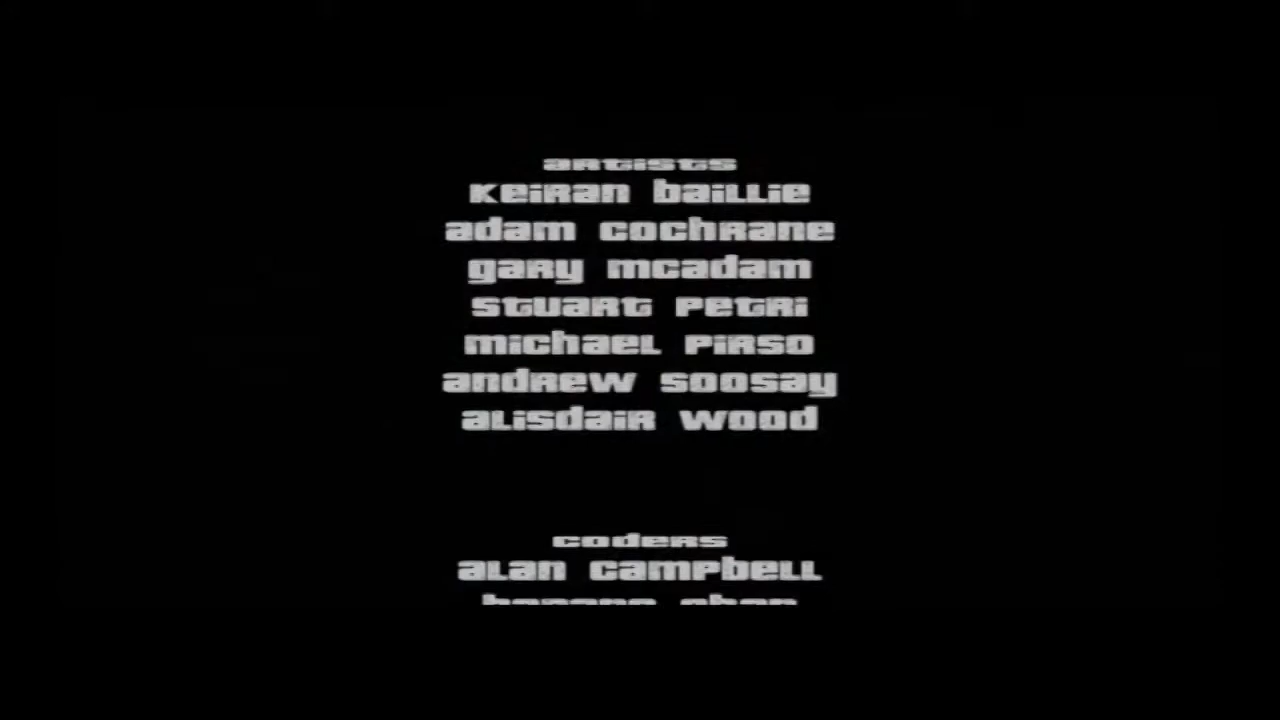 artists
Keiran Baillie
adam cochrane
gary mcadam
stuart petri
michael pirso
andrew soosay
alisdair wood
coders
alan campbell